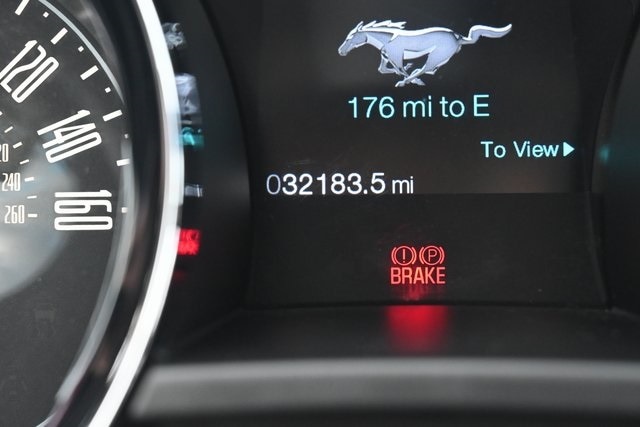 120
140
160
240
260
176 mi to E
To View
032183.5 mi
(!) (P)
BRAKE